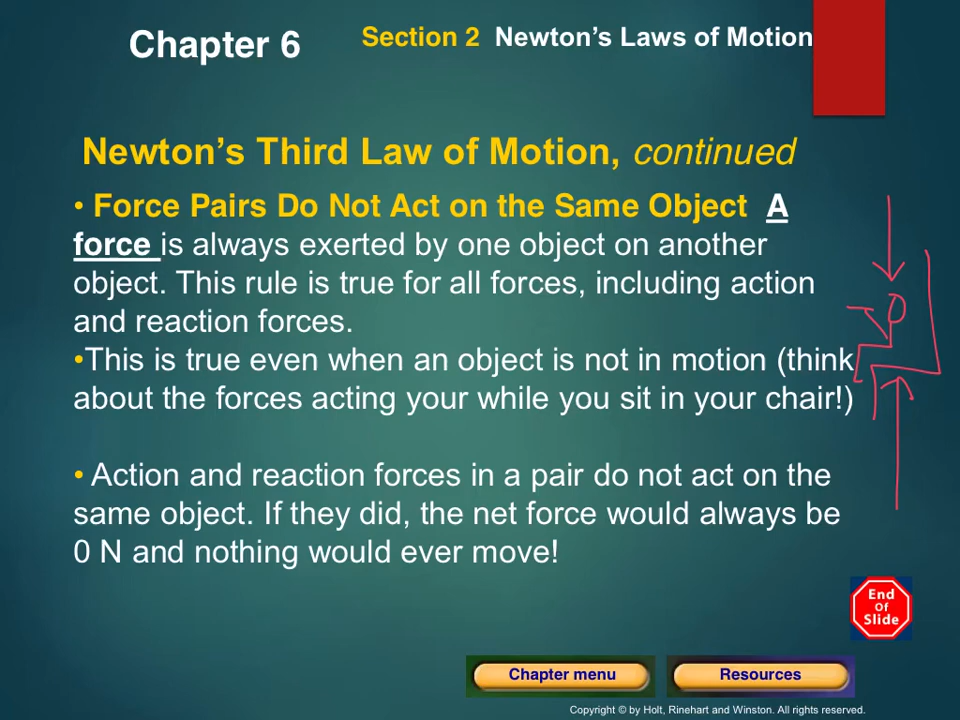 Chapter 6
Section 2 Newton's Laws of Motion
Newton's Third Law of Motion, continued
• Force Pairs Do Not Act on the Same Object A
force is always exerted by one object on another
object. This rule is true for all forces, including action
and reaction forces.
•This is true even when an object is not in motion (think
about the forces acting your while you sit in your chair!)
• Action and reaction forces in a pair do not act on the
same object. If they did, the net force would always be
0 N and nothing would ever move!
End
Of
Slide
Chapter menu
Resources
Copyright © by Holt, Rinehart and Winston. All rights reserved.